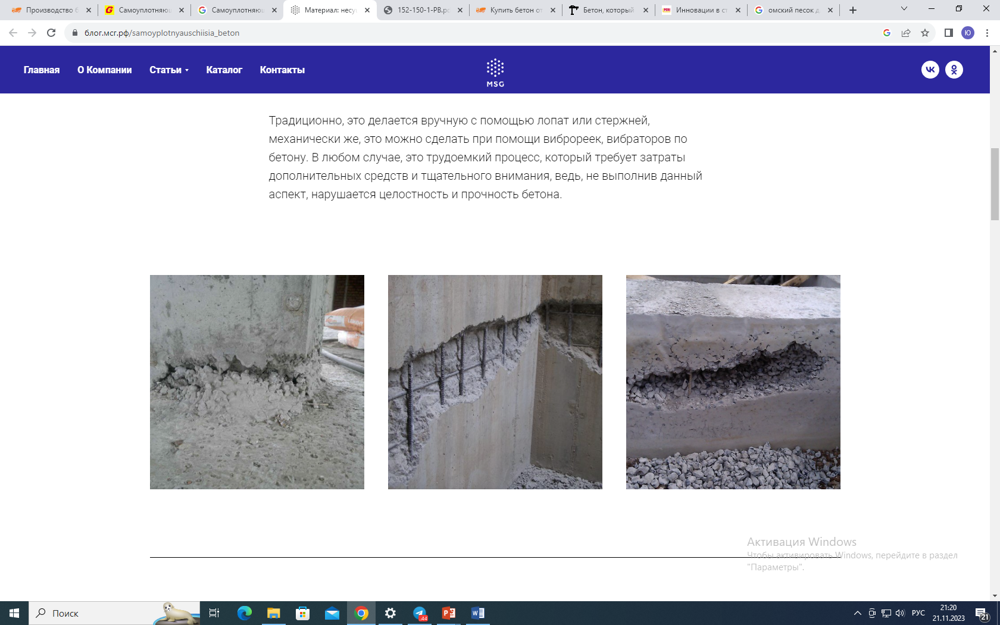 Производство б
Самоуплотняющ
Самоуплотняющ
Материал: несу
152-150-1-PB.pd
Купить бетон от
Бетон, который
Инновации в ст
омский песок д
блог.мсг.рф/samoyplotnyauschiisia_beton
Ю
Главная
О Компании
Статьи
Каталог
Контакты
MSG
Традиционно, это делается вручную с помощью лопат или стержней,
механически же, это можно сделать при помощи виброреек, вибраторов по
бетону. В любом случае, это трудоемкий процесс, который требует затраты
дополнительных средств и тщательного внимания, ведь, не выполнив данный
аспект, нарушается целостность и прочность бетона.
Активация Windows
Чтобы активировать Windows, перейдите в раздел
"Параметры".
Поиск
44
РУС
21:20
21.11.2023
21